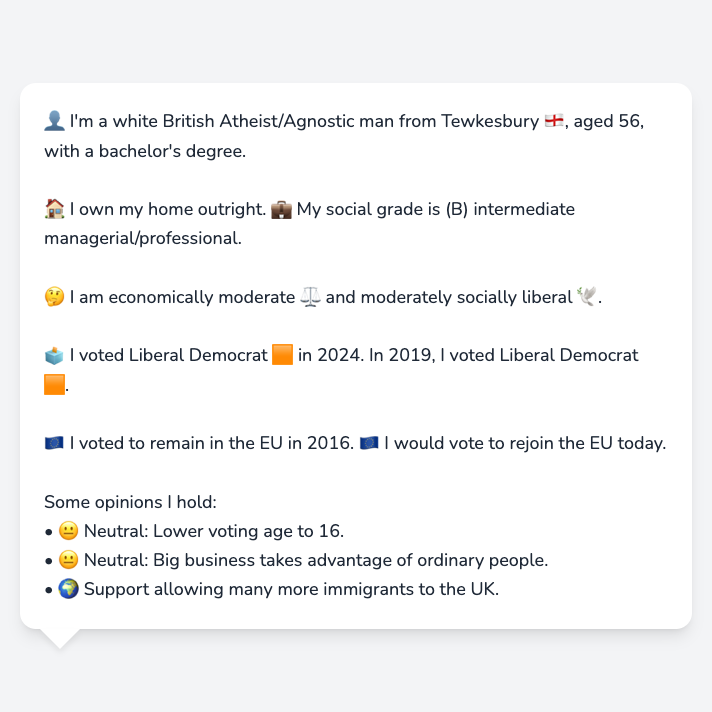 👤 I'm a white British Atheist/Agnostic man from Tewkesbury 🏴󠁧󠁢󠁥󠁮󠁧󠁿, aged 56,
with a bachelor's degree.
🏠 I own my home outright. 💼 My social grade is (B) intermediate
managerial/professional.
🤔 I am economically moderate ⚖️ and moderately socially liberal 🕊️.
🗳️ I voted Liberal Democrat 🟧 in 2024. In 2019, I voted Liberal Democrat
🟧.
🇪🇺 I voted to remain in the EU in 2016. 🇪🇺 I would vote to rejoin the EU today.
Some opinions I hold:
• 😐 Neutral: Lower voting age to 16.
• 😐 Neutral: Big business takes advantage of ordinary people.
• 🌍 Support allowing many more immigrants to the UK.